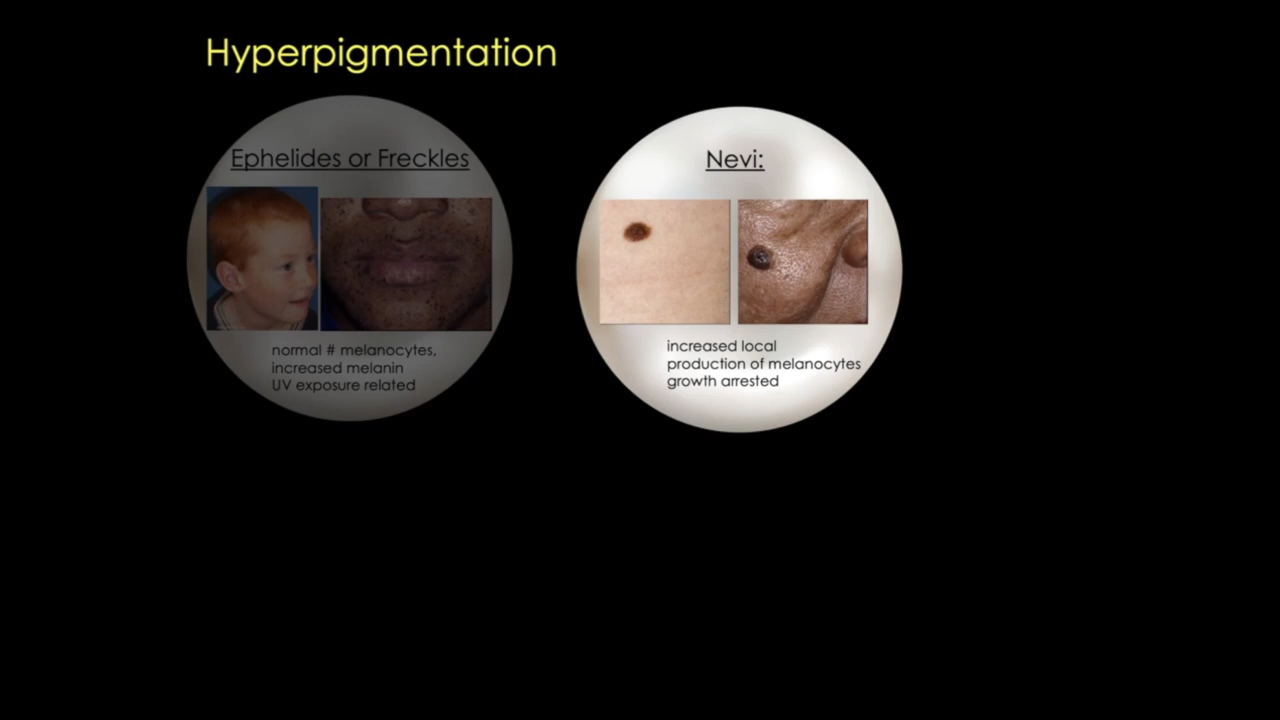 Hyperpigmentation
Ephelides or Freckles
normal # melanocytes,
increased melanin
UV exposure related
Nevi:
increased local
production of melanocytes
growth arrested